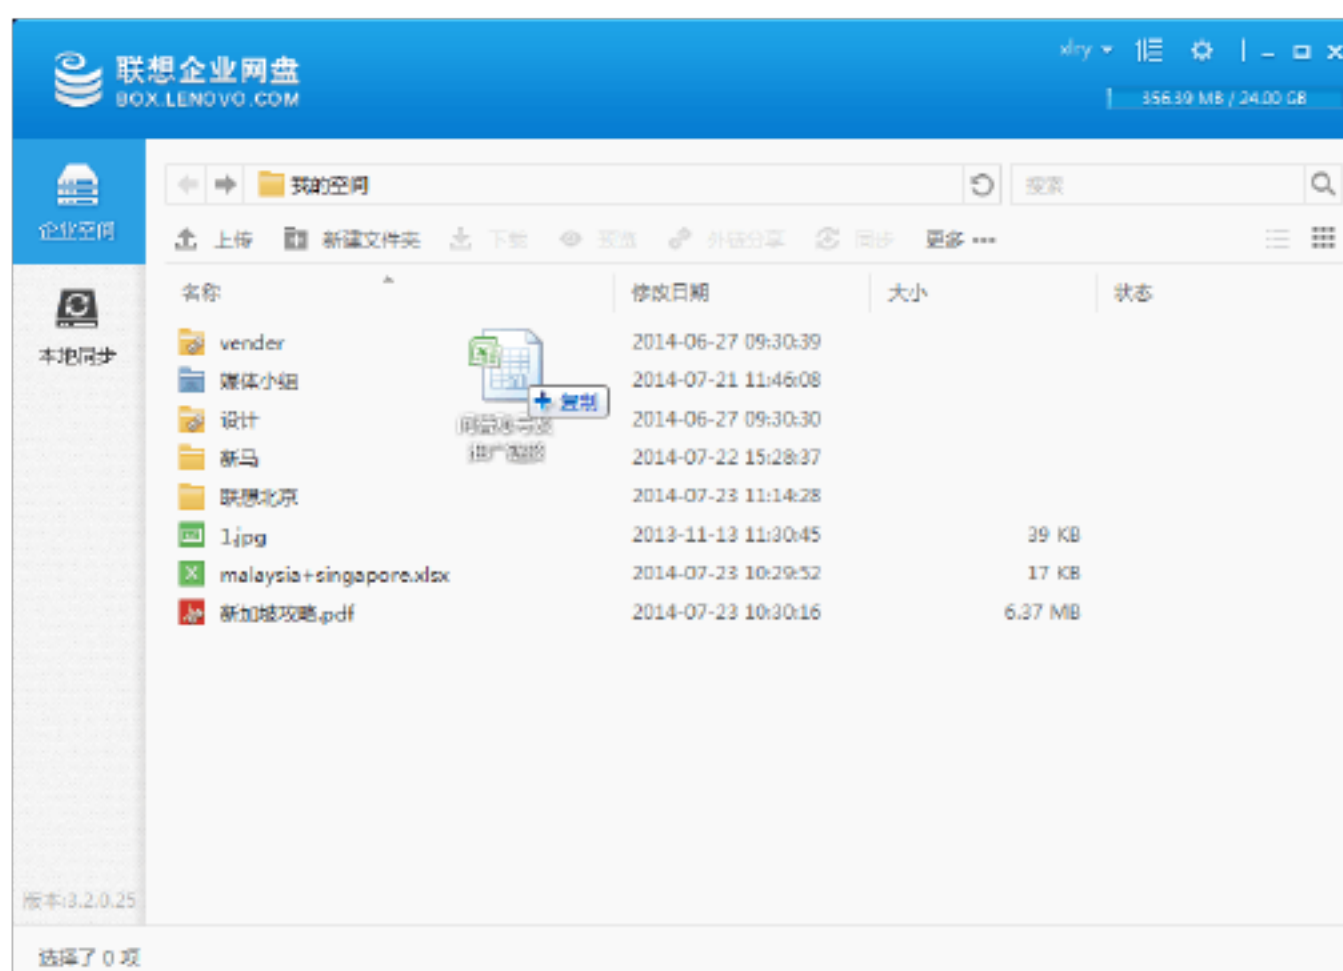 联想企业网盘
BOX.LENOVO.COM
xlry
356.39 MB / 24.00 GB
企业空间
本地同步
我的空间
搜索
上传 新建文件夹 下载 预览 外链分享 同步 更多
名称 修改日期 大小 状态
vender 2014-06-27 09:30:39
媒体小组 2014-07-21 11:46:08
复制
设计 2014-06-27 09:30:30
新马 2014-07-22 15:28:37
联想北京 2014-07-23 11:14:28
1.jpg 2013-11-13 11:30:45 39 KB
malaysia+singapore.xlsx 2014-07-23 10:29:52 17 KB
新加坡攻略.pdf 2014-07-23 10:30:16 6.37 MB
版本:3.2.0.25
选择了 0 项